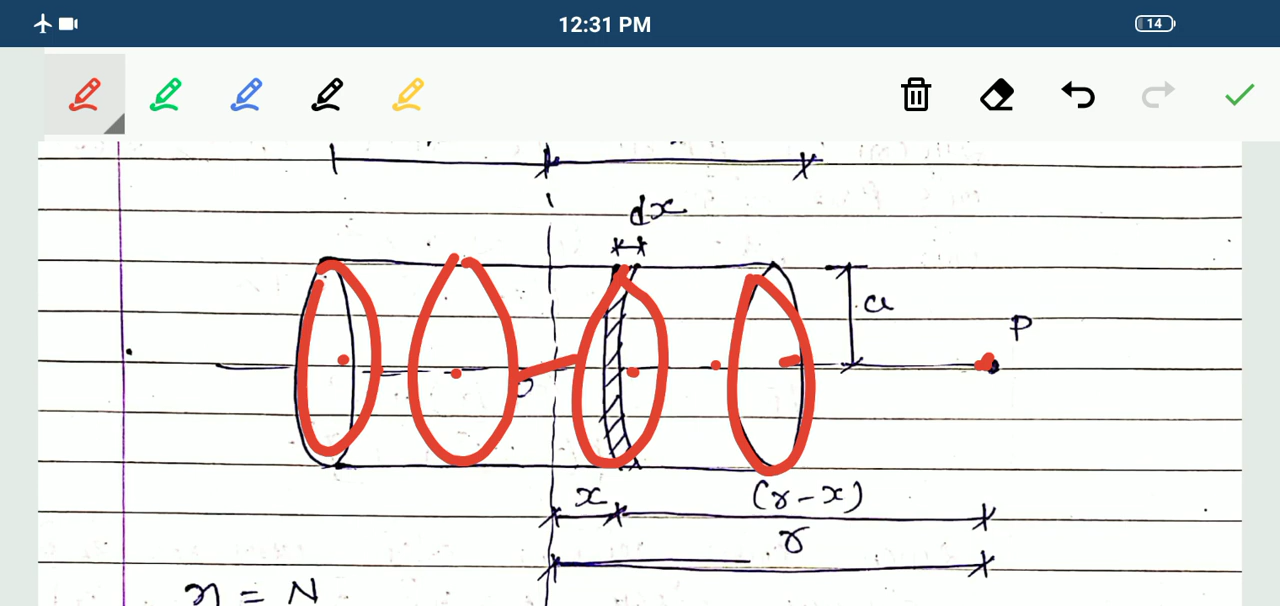 12:31 PM
14
dx
a
P
O
x
(r-x)
r
n = N